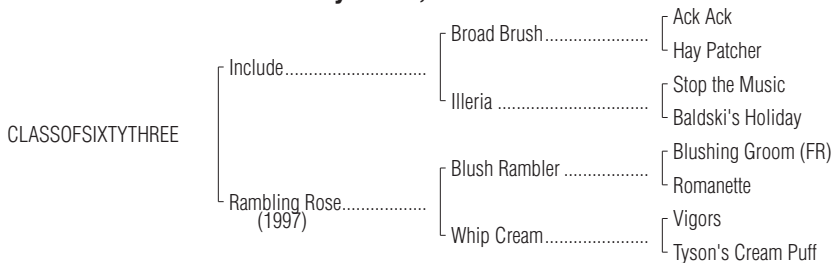 Ack Ack
Broad Brush
Hay Patcher
Include
Stop the Music
Illeria
Baldski's Holiday
CLASSOFSIXTYTHREE
Blushing Groom (FR)
Blush Rambler
Romanette
Rambling Rose
(1997)
Vigors
Whip Cream
Tyson's Cream Puff